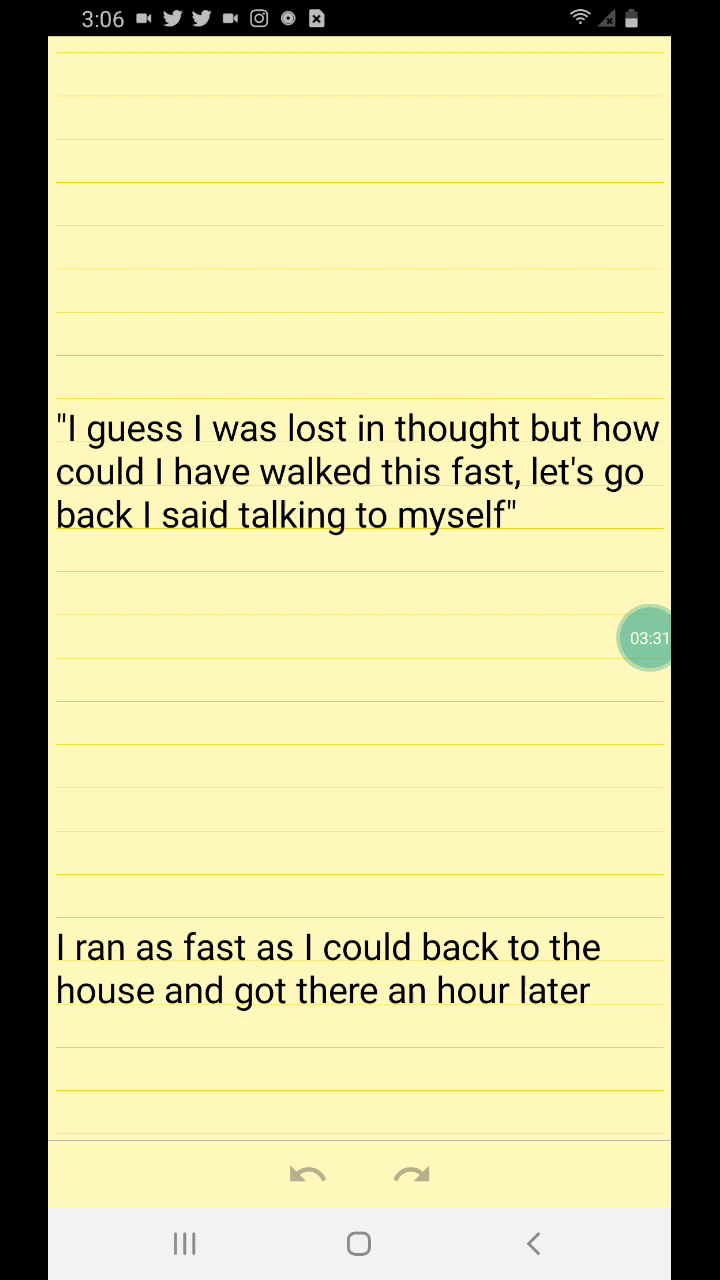 3:06
"I guess I was lost in thought but how
could I have walked this fast, let's go
back I said talking to myself"
03:31
I ran as fast as I could back to the
house and got there an hour later